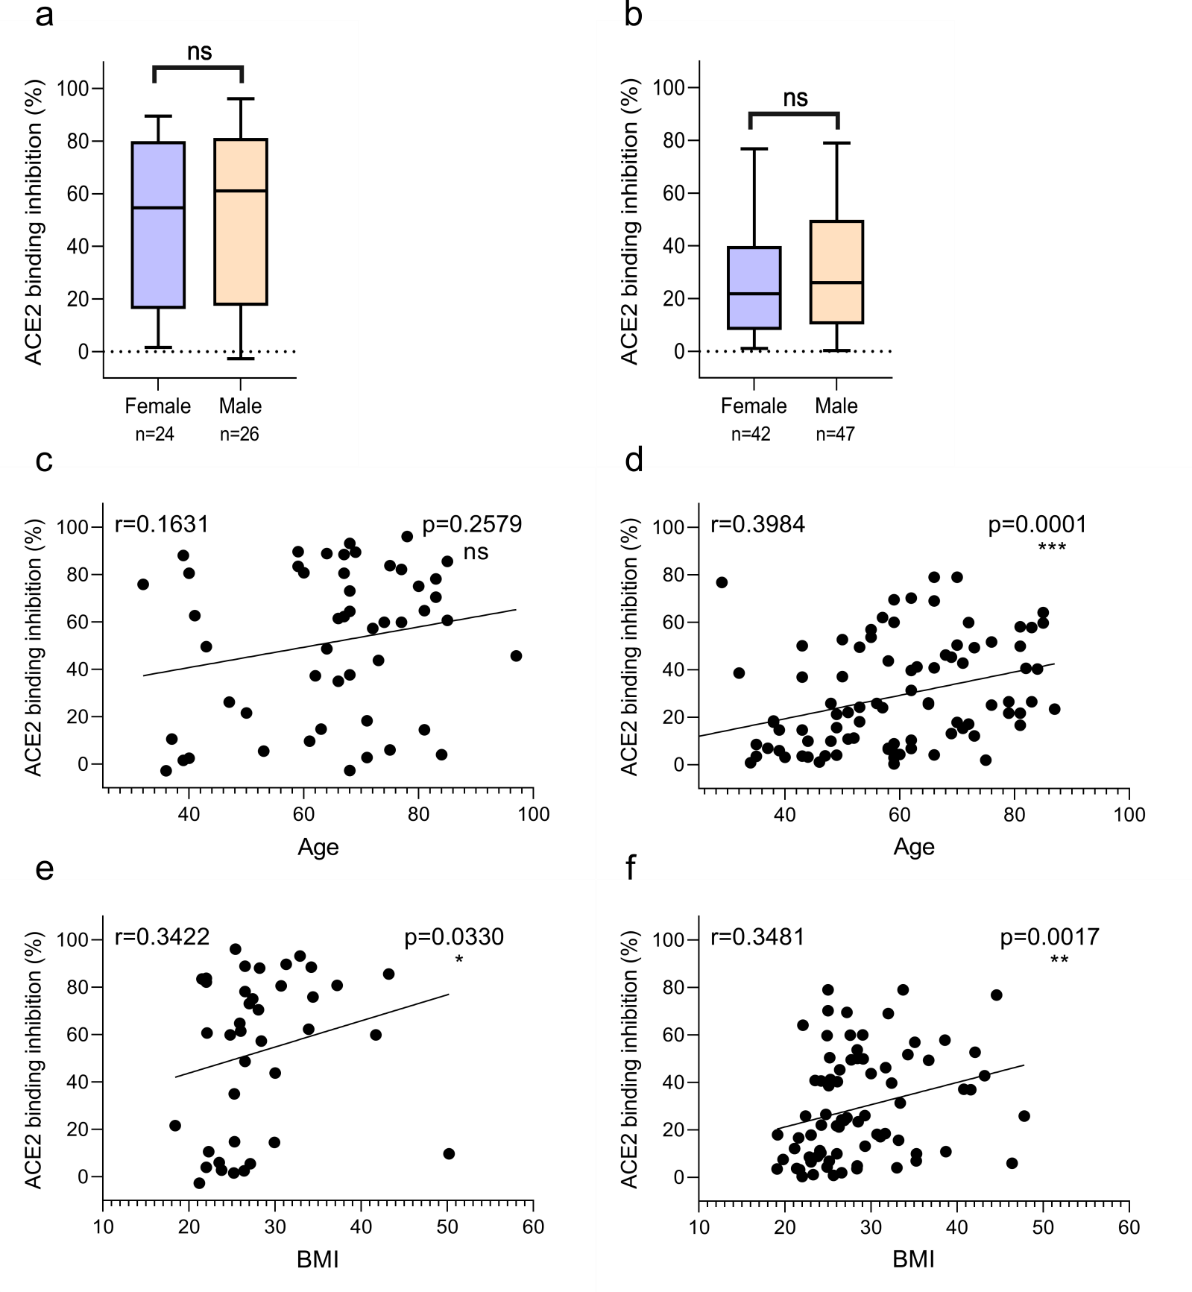 a
ns
ACE2 binding inhibition (%)
100
80
60
40
20
0
Female
Male
n=24
n=26
b
ns
ACE2 binding inhibition (%)
100
80
60
40
20
0
Female
Male
n=42
n=47
c
r=0.1631
p=0.2579
ns
ACE2 binding inhibition (%)
100
80
60
40
20
0
40 60 80 100
Age
d
r=0.3984
p=0.0001
***
ACE2 binding inhibition (%)
100
80
60
40
20
0
40 60 80 100
Age
e
r=0.3422
p=0.0330
*
ACE2 binding inhibition (%)
100
80
60
40
20
0
10 20 30 40 50 60
BMI
f
r=0.3481
p=0.0017
**
ACE2 binding inhibition (%)
100
80
60
40
20
0
10 20 30 40 50 60
BMI